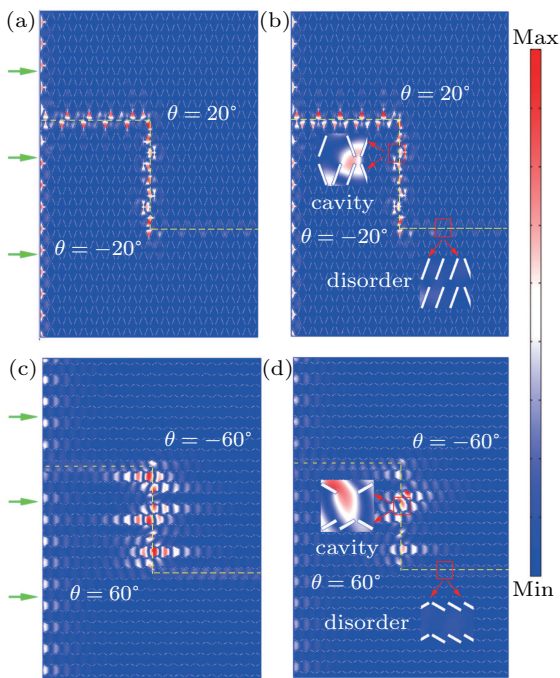 (a)
(b)
Max
θ = 20°
θ = 20°
cavity
θ = −20°
θ = −20°
disorder
(c)
(d)
θ = −60°
θ = −60°
cavity
Min
θ = 60°
θ = 60°
disorder